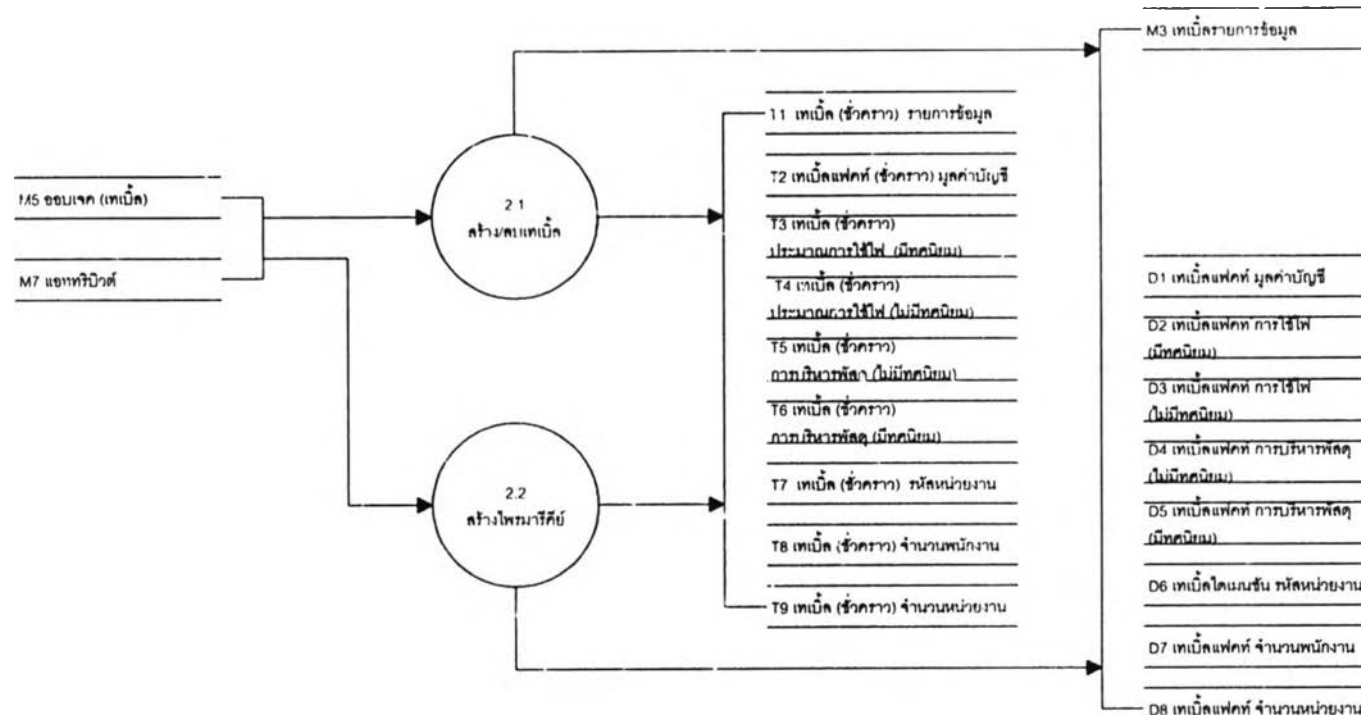 M3 เทเบิ้ลรายการข้อมูล
T1 เทเบิ้ล (ชั่วคราว) รายการข้อมูล
T2 เทเบิ้ลแฟคท์ (ชั่วคราว) มูลค่าบัญชี
M5 ออบเจค (เทเบิ้ล)
2.1
สร้าง/ลบเทเบิ้ล
T3 เทเบิ้ล (ชั่วคราว)
ประมาณการใช้ไฟ (มีทศนิยม)
M7 แอททริบิวต์
T4 เทเบิ้ล (ชั่วคราว)
ประมาณการใช้ไฟ (ไม่มีทศนิยม)
T5 เทเบิ้ล (ชั่วคราว)
การบริหารพัสดุ (ไม่มีทศนิยม)
T6 เทเบิ้ล (ชั่วคราว)
การบริหารพัสดุ (มีทศนิยม)
2.2
สร้างไพรมารีคีย์
T7 เทเบิ้ล (ชั่วคราว) รหัสหน่วยงาน
T8 เทเบิ้ล (ชั่วคราว) จำนวนพนักงาน
T9 เทเบิ้ล (ชั่วคราว) จำนวนหน่วยงาน
D1 เทเบิ้ลแฟคท์ มูลค่าบัญชี
D2 เทเบิ้ลแฟคท์ การใช้ไฟ
(มีทศนิยม)
D3 เทเบิ้ลแฟคท์ การใช้ไฟ
(ไม่มีทศนิยม)
D4 เทเบิ้ลแฟคท์ การบริหารพัสดุ
(ไม่มีทศนิยม)
D5 เทเบิ้ลแฟคท์ การบริหารพัสดุ
(มีทศนิยม)
D6 เทเบิ้ลไดเมนชัน รหัสหน่วยงาน
D7 เทเบิ้ลแฟคท์ จำนวนพนักงาน
D8 เทเบิ้ลแฟคท์ จำนวนหน่วยงาน